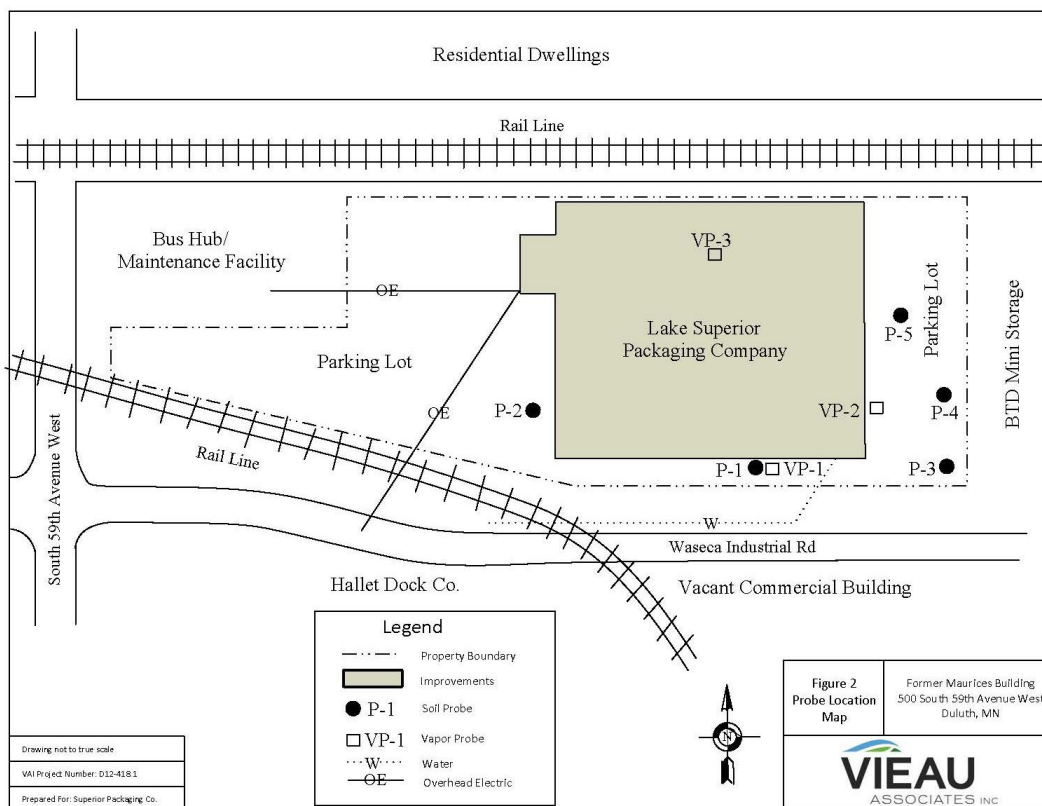 Residential Dwellings
Rail Line
Bus Hub/
Maintenance Facility
VP-3
OE
Parking Lot
Lake Superior
Packaging Company
P-5
Parking Lot
BTD Mini Storage
OE
P-2
VP-2
P-4
Rail Line
P-1
VP-1
P-3
South 59th Avenue West
W
Waseca Industrial Rd
Hallet Dock Co.
Vacant Commercial Building
Legend
Property Boundary
Improvements
P-1 Soil Probe
VP-1 Vapor Probe
W Water
OE Overhead Electric
N
Figure 2
Probe Location
Map
Former Maurices Building
500 South 59th Avenue West
Duluth, MN
Drawing not to true scale
VAI Project Number: D12-418.1
Prepared For: Superior Packaging Co.
VIEAU
ASSOCIATES INC